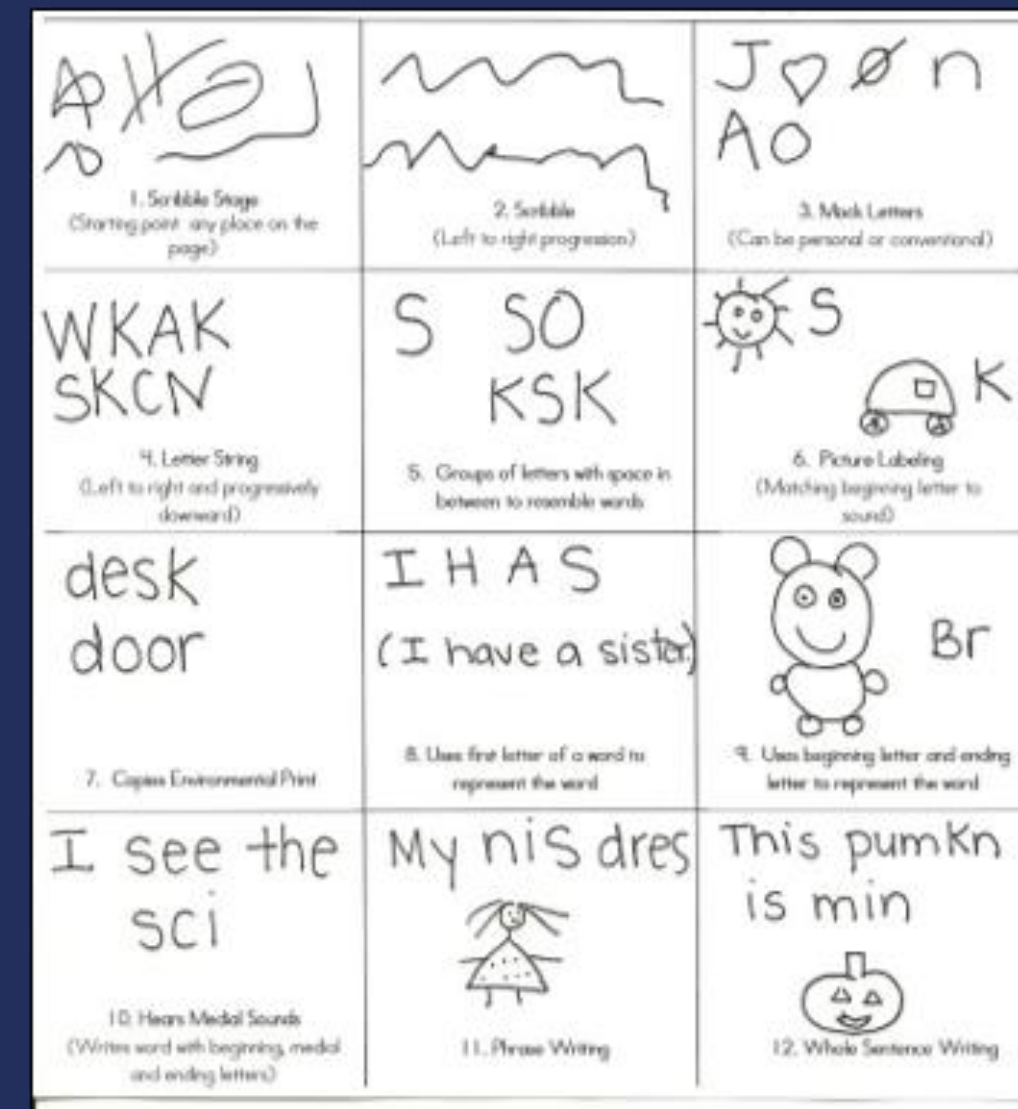 J ♡ Ø n
A O
1. Scribble Stage
(Starting point any place on the
page)
2. Scribble
(Left to right progression)
3. Mock Letters
(Can be personal or conventional)
WKAK
SKCN
4. Letter String
(Left to right and progressively
downward)
S SO
KSK
5. Groups of letters with space in
between to resemble words
S
K
6. Picture Labeling
(Matching beginning letter to
sound)
desk
door
7. Copies Environmental Print
I H A S
(I have a sister.)
8. Uses first letter of a word to
represent the word
Br
9. Uses beginning letter and ending
letter to represent the word
I see the
sci
10. Hears Medial Sounds
(Writes word with beginning, medial
and ending letters)
My nis dres
11. Phrase Writing
This pumkn
is min
12. Whole Sentence Writing